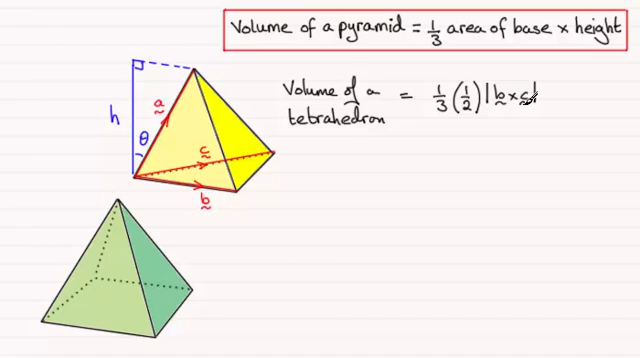 Volume of a pyramid = 1/3 area of base × height
Volume of a tetrahedron = 1/3 (1/2) |b × c|
h
a
θ
c
b